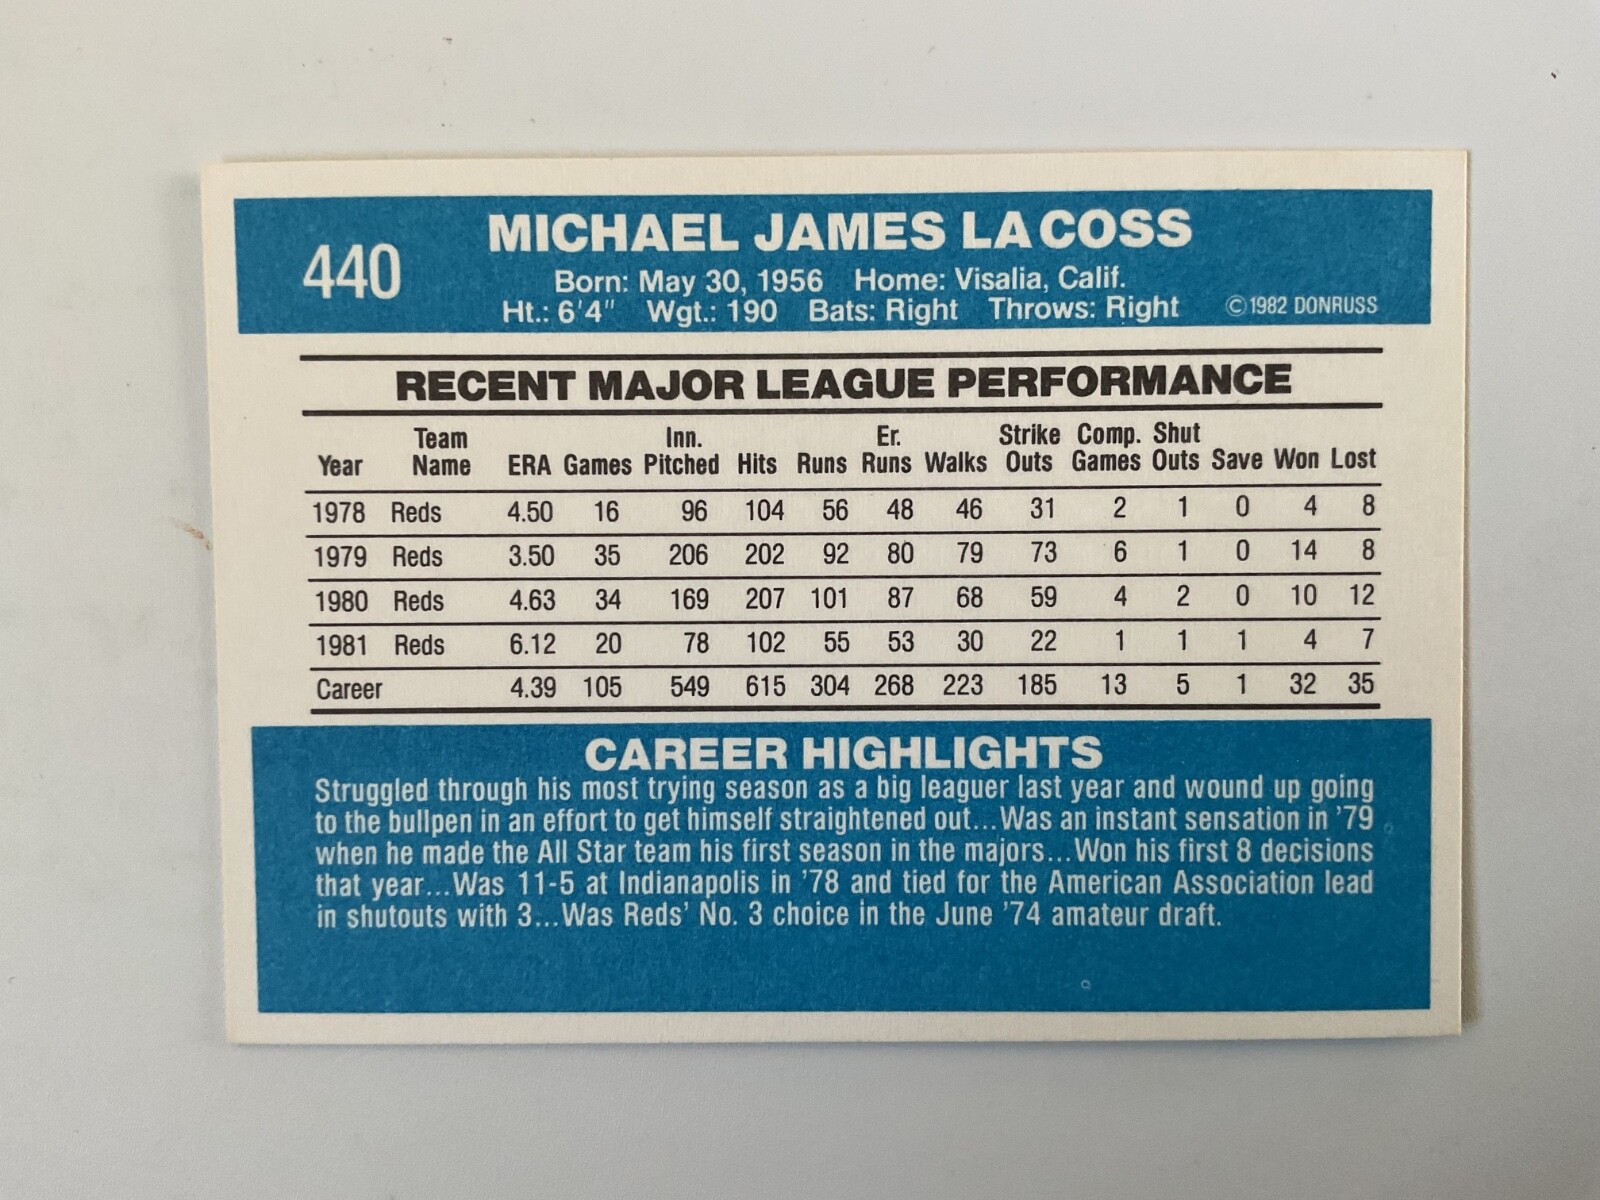 440
MICHAEL JAMES LA COSS
Born: May 30, 1956 Home: Visalia, Calif.
Ht.: 6'4" Wgt.: 190 Bats: Right Throws: Right ©1982 DONRUSS
RECENT MAJOR LEAGUE PERFORMANCE
Year Team Name ERA Games Inn. Pitched Hits Runs Er. Runs Walks Strike Outs Comp. Games Shut Outs Save Won Lost
1978 Reds 4.50 16 96 104 56 48 46 31 2 1 0 4 8
1979 Reds 3.50 35 206 202 92 80 79 73 6 1 0 14 8
1980 Reds 4.63 34 169 207 101 87 68 59 4 2 0 10 12
1981 Reds 6.12 20 78 102 55 53 30 22 1 1 1 4 7
Career 4.39 105 549 615 304 268 223 185 13 5 1 32 35
CAREER HIGHLIGHTS
Struggled through his most trying season as a big leaguer last year and wound up going
to the bullpen in an effort to get himself straightened out...Was an instant sensation in '79
when he made the All Star team his first season in the majors...Won his first 8 decisions
that year...Was 11-5 at Indianapolis in '78 and tied for the American Association lead
in shutouts with 3...Was Reds' No. 3 choice in the June '74 amateur draft.